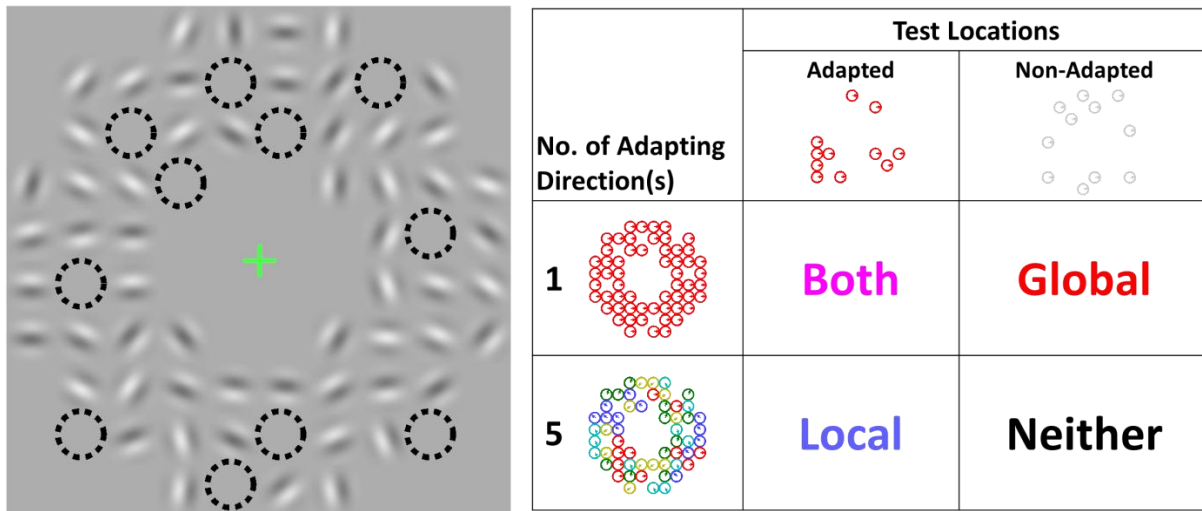 Test Locations
Adapted
Non-Adapted
No. of Adapting
Direction(s)
1
Both
Global
5
Local
Neither